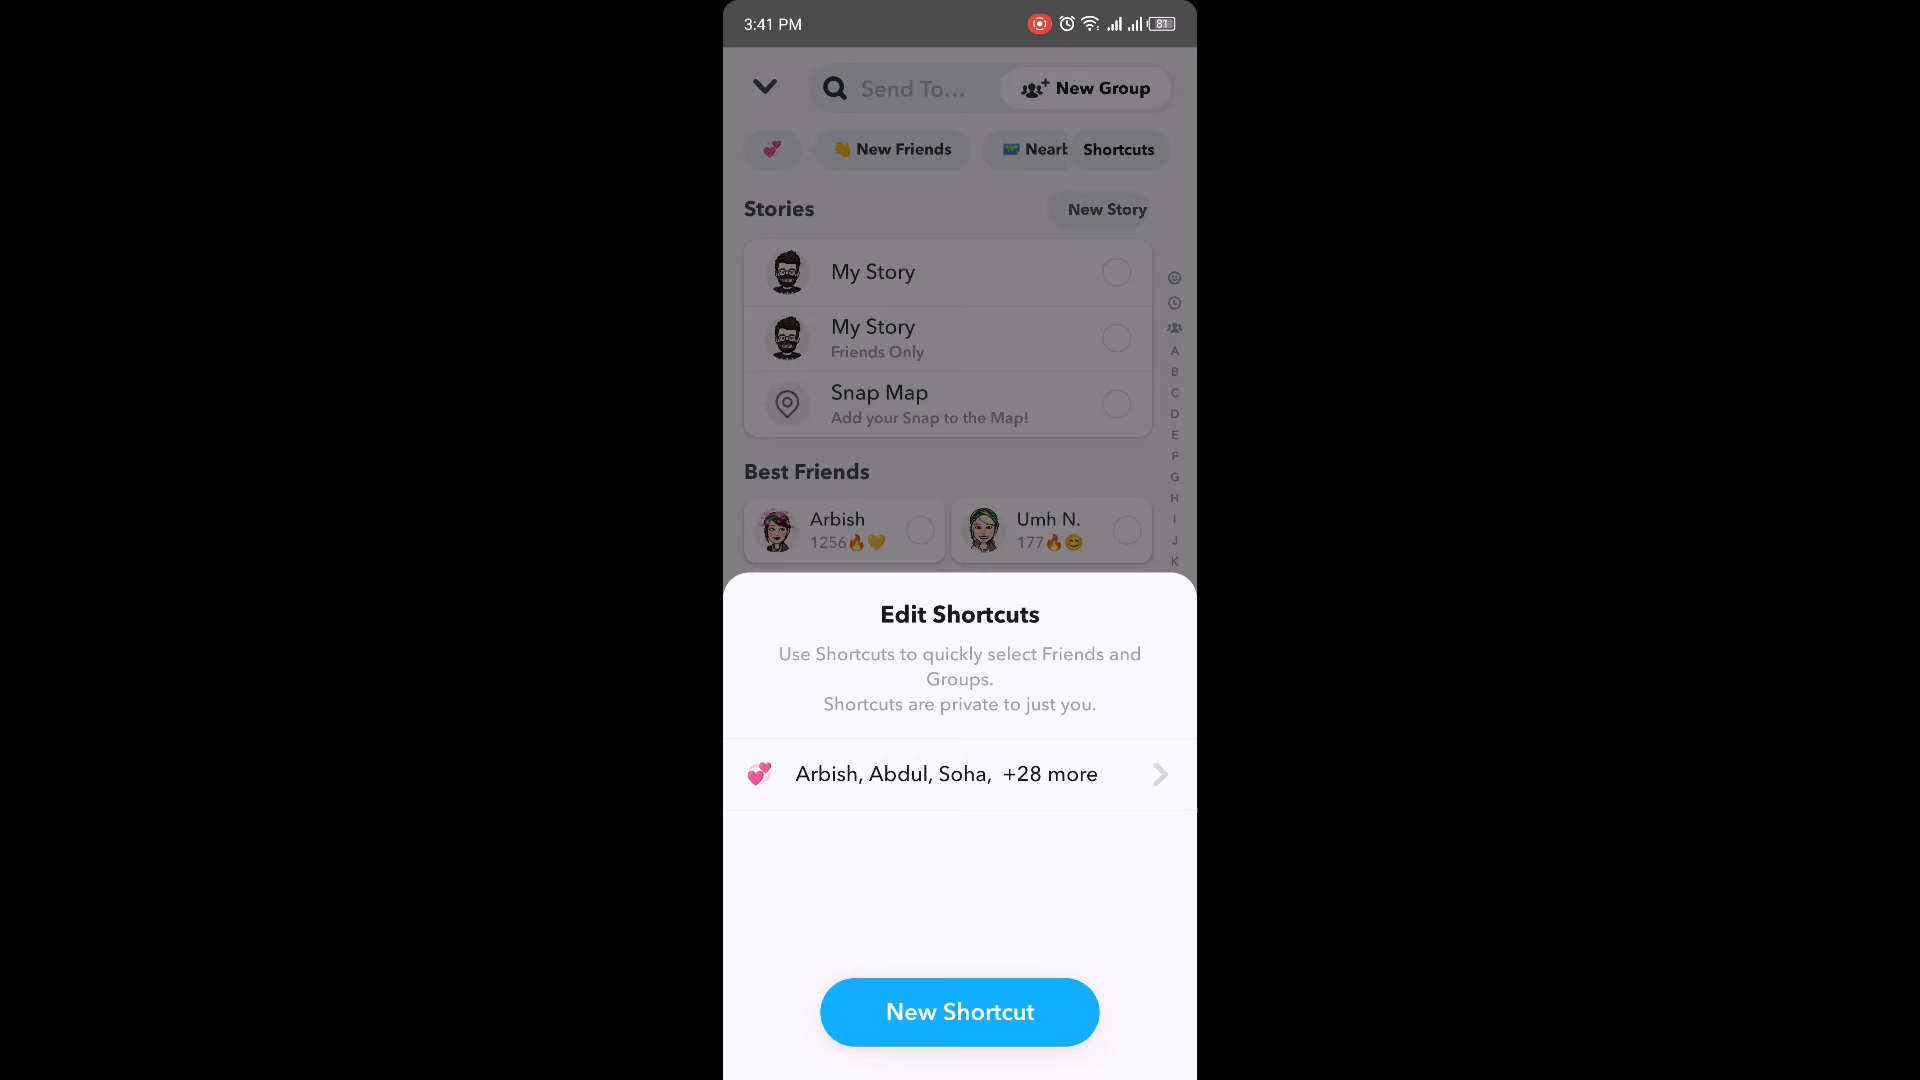 3:41 PM
81
Send To...
New Group
💞
👋 New Friends
Nearb
Shortcuts
Stories
New Story
My Story
My Story
Friends Only
Snap Map
Add your Snap to the Map!
Best Friends
Arbish
1256🔥💛
Umh N.
177🔥😊
A
B
C
D
E
F
G
H
I
J
K
Edit Shortcuts
Use Shortcuts to quickly select Friends and
Groups.
Shortcuts are private to just you.
💞 Arbish, Abdul, Soha, +28 more
New Shortcut